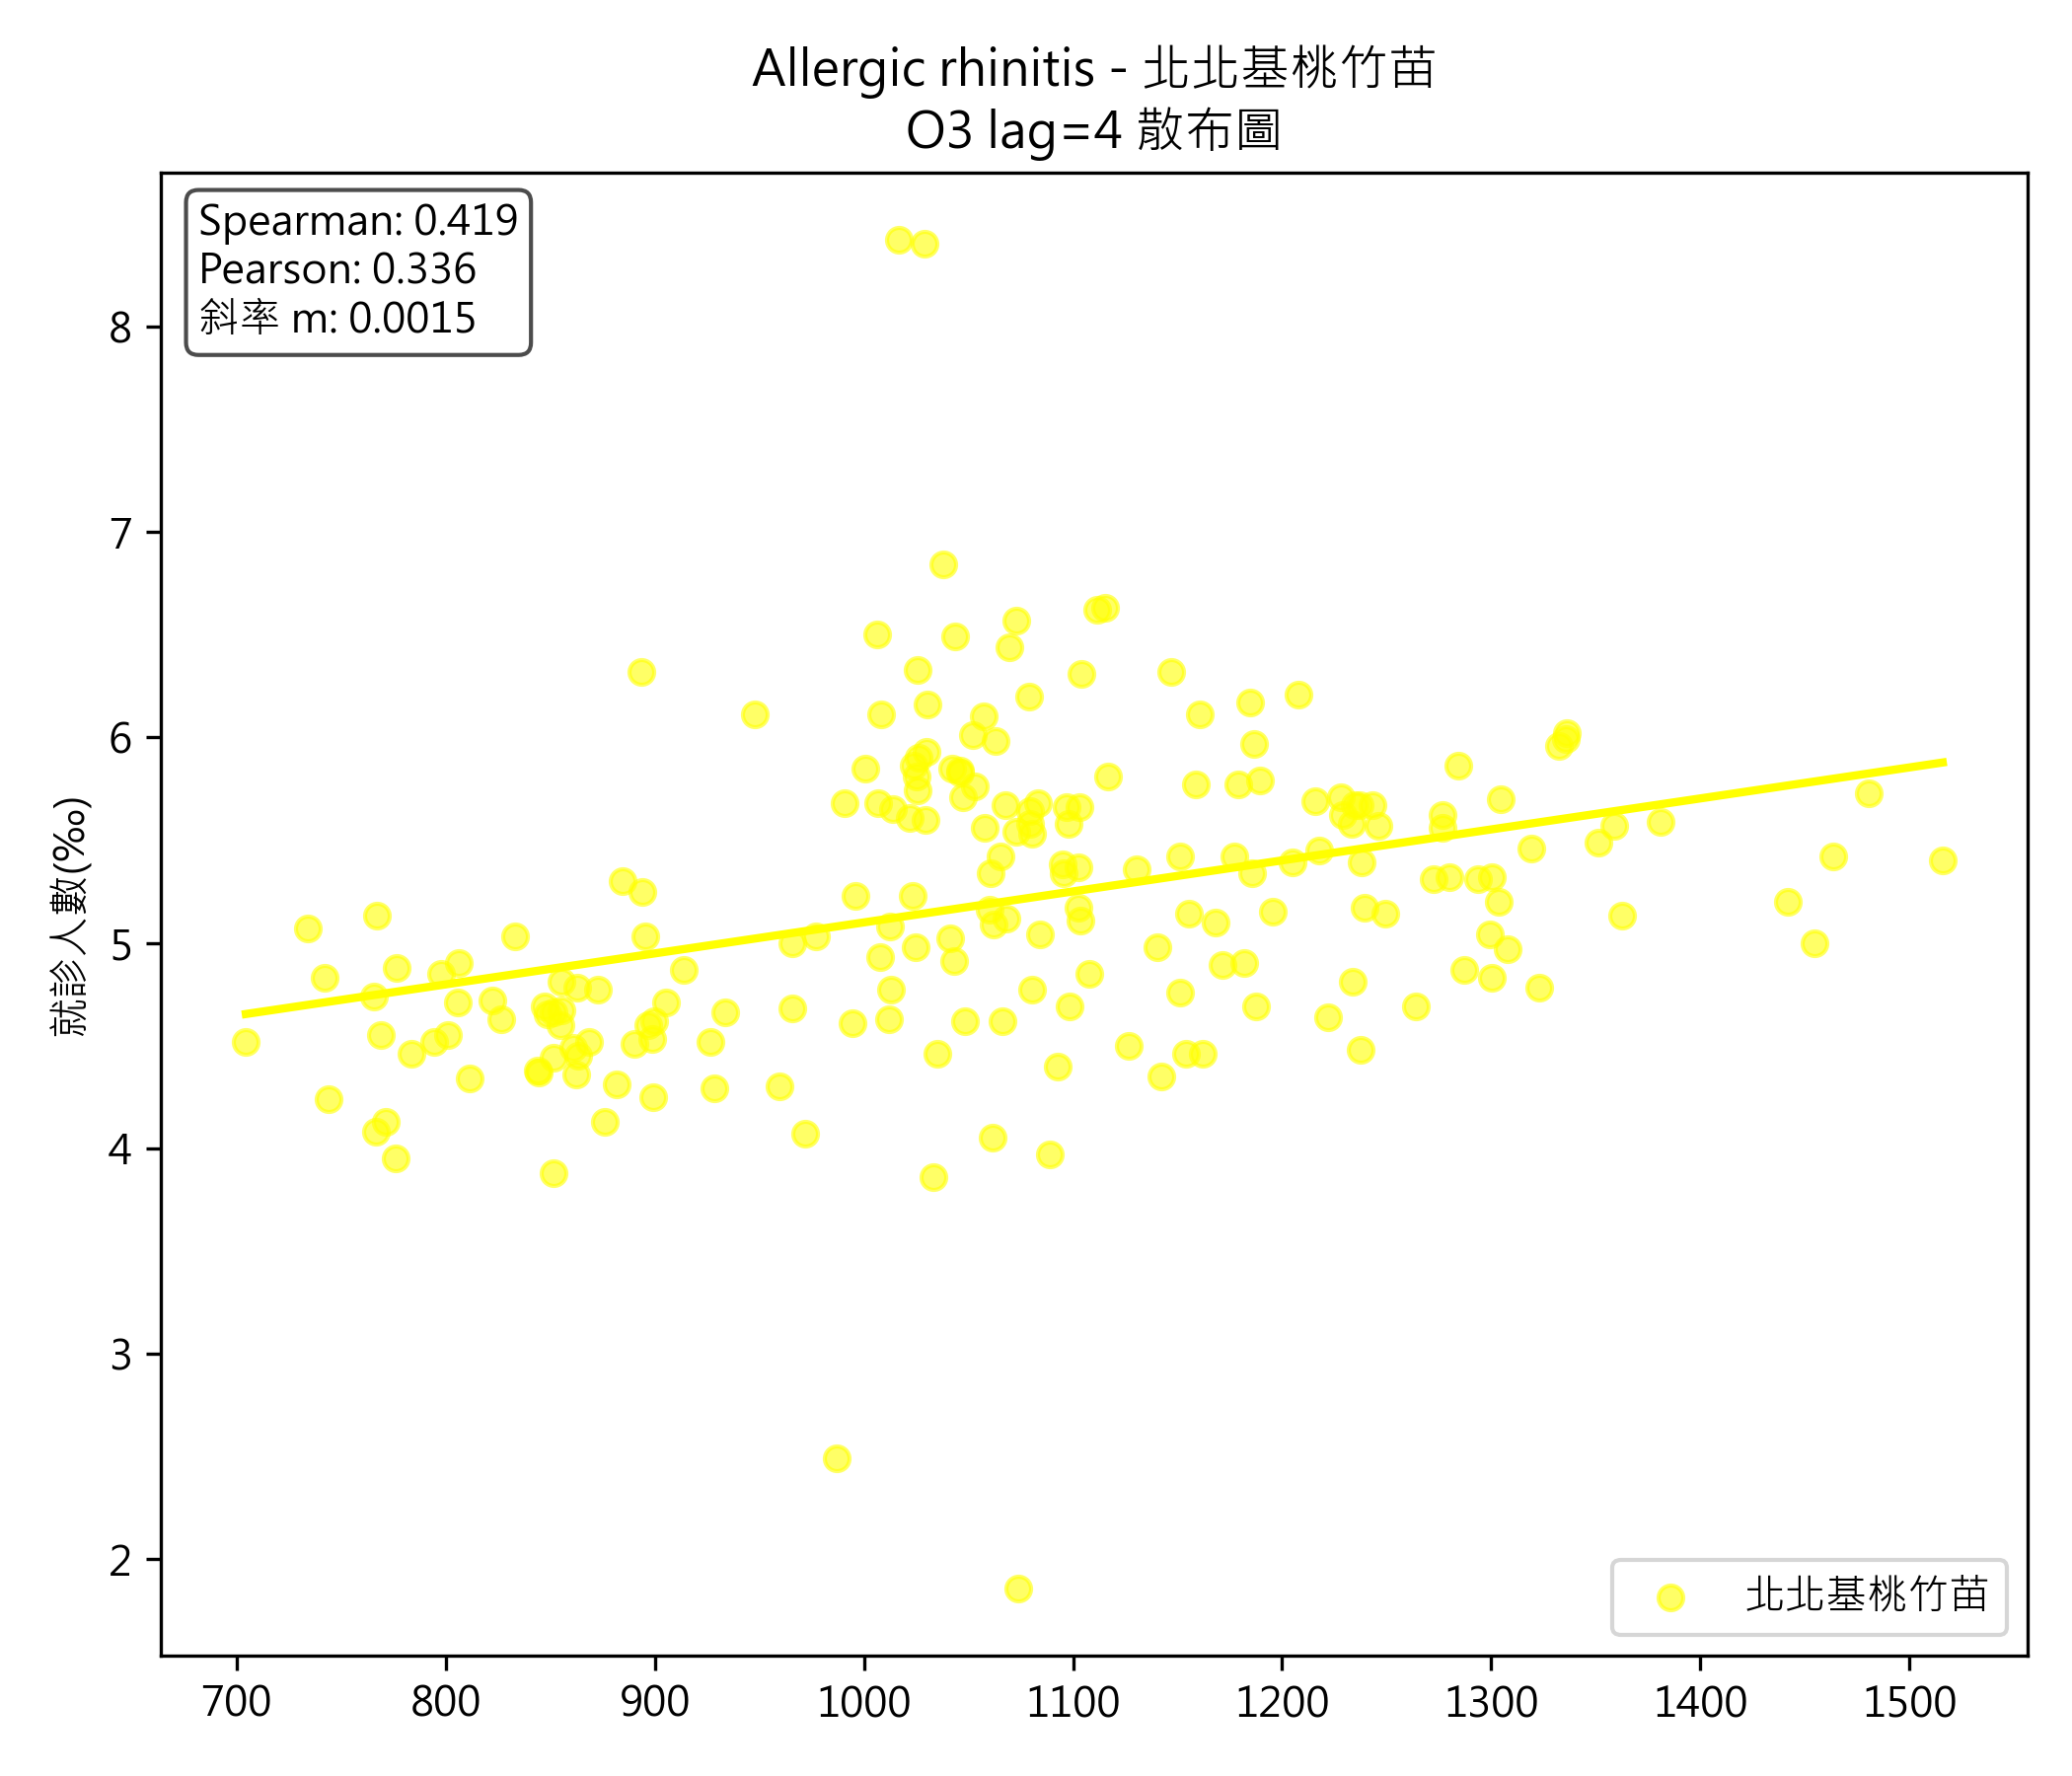 Allergic rhinitis - 北北基桃竹苗
O3 lag=4 散布圖
Spearman: 0.419
Pearson: 0.336
斜率 m: 0.0015
就診人數(‰)
8
7
6
5
4
3
2
北北基桃竹苗
700 800 900 1000 1100 1200 1300 1400 1500